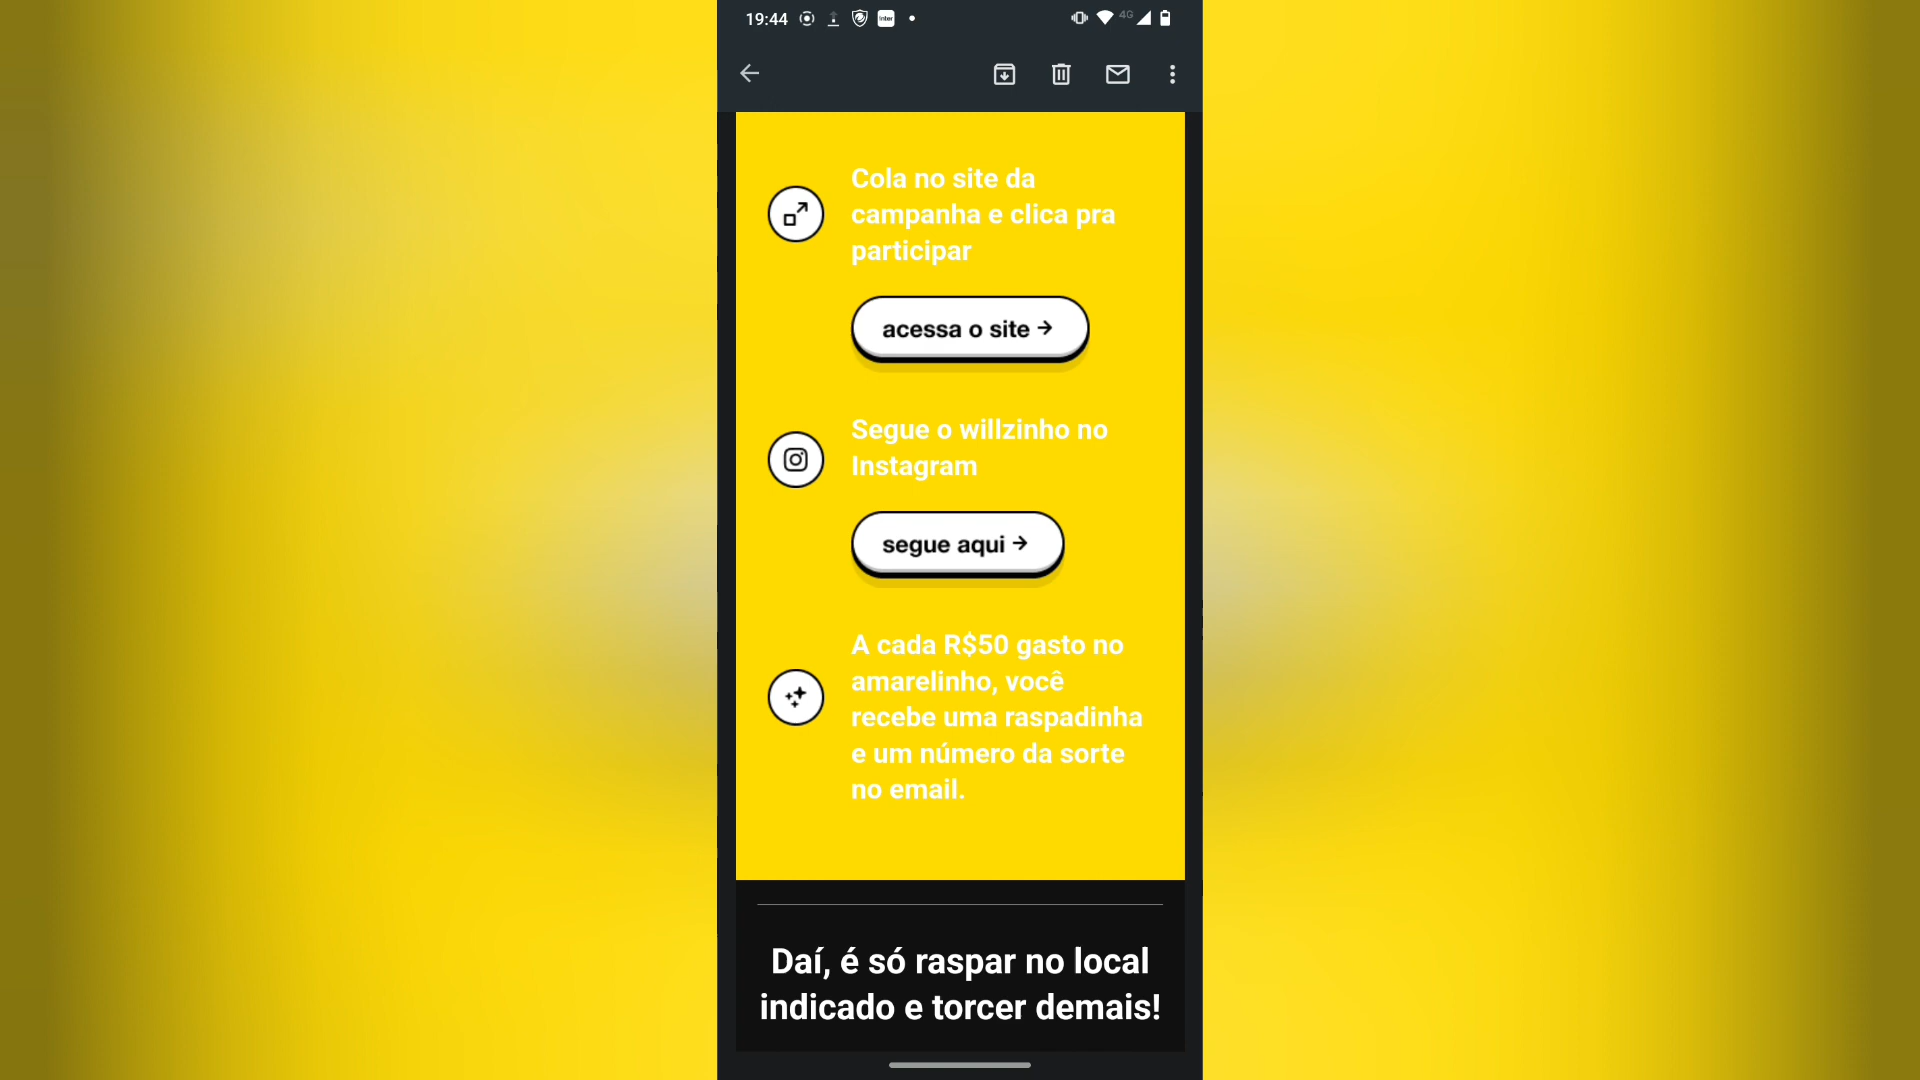 19:44
inter
4G
Cola no site da
campanha e clica pra
participar
acessa o site →
Segue o willzinho no
Instagram
segue aqui →
A cada R$50 gasto no
amarelinho, você
recebe uma raspadinha
e um número da sorte
no email.
Daí, é só raspar no local
indicado e torcer demais!